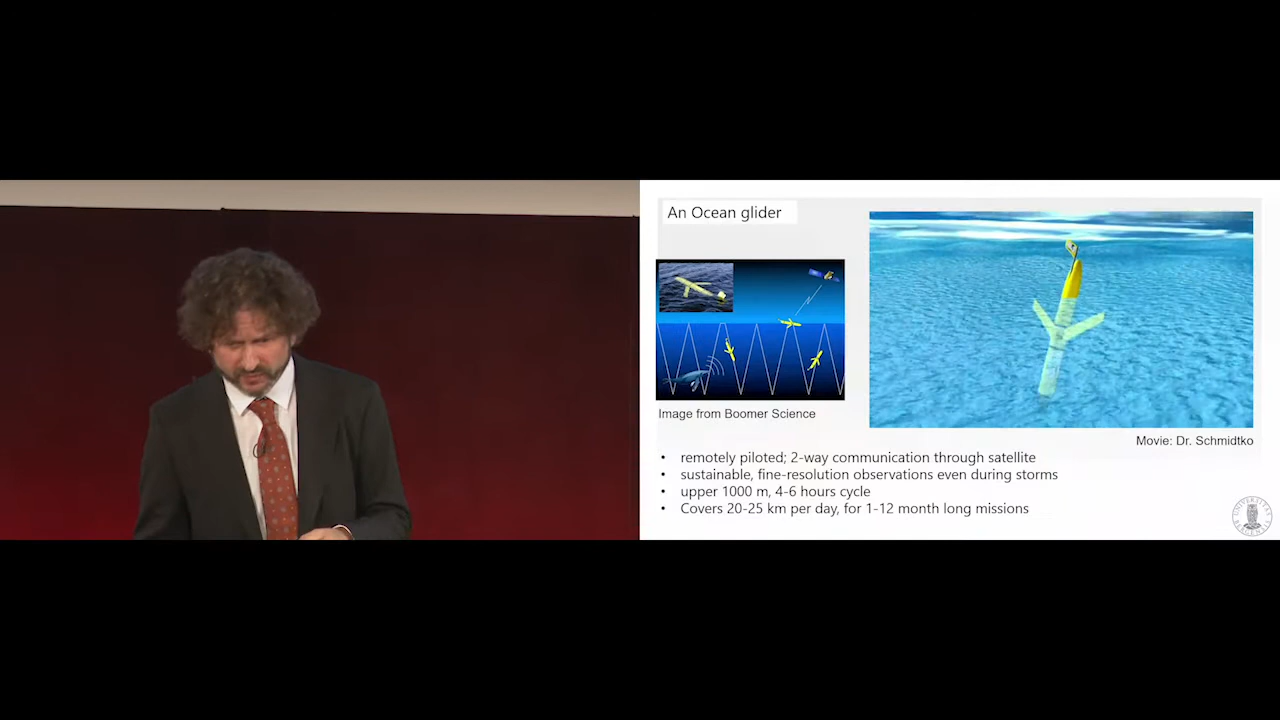 An Ocean glider
Image from Boomer Science
Movie: Dr. Schmidtko
• remotely piloted; 2-way communication through satellite
• sustainable, fine-resolution observations even during storms
• upper 1000 m, 4-6 hours cycle
• Covers 20-25 km per day, for 1-12 month long missions